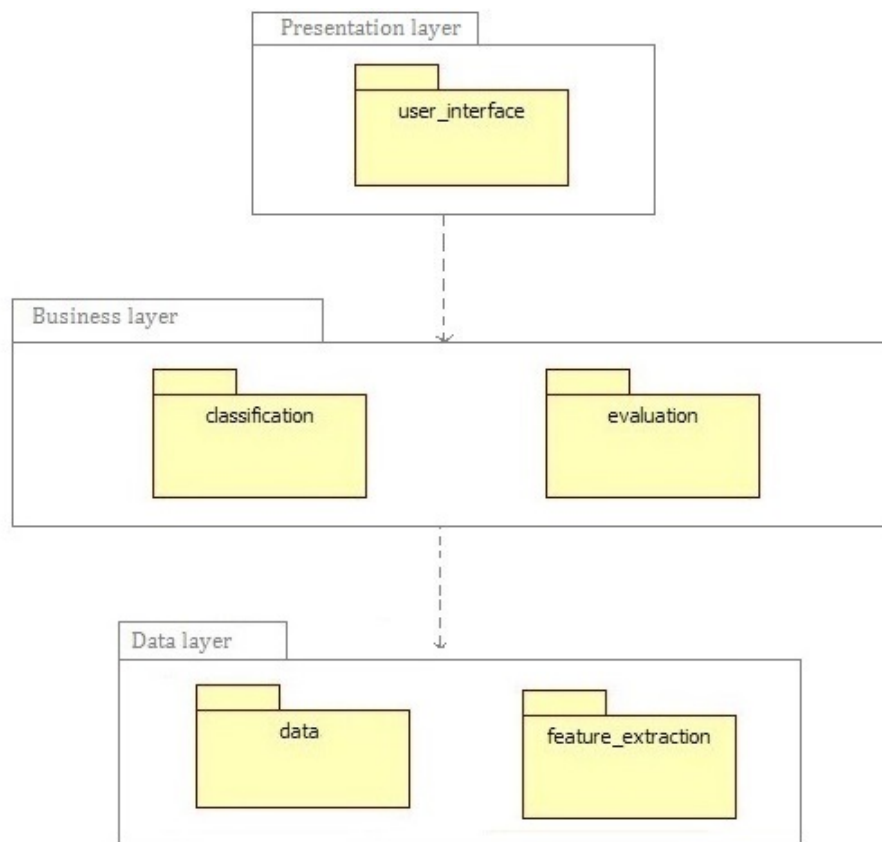 Presentation layer
user_interface
Business layer
classification
evaluation
Data layer
data
feature_extraction